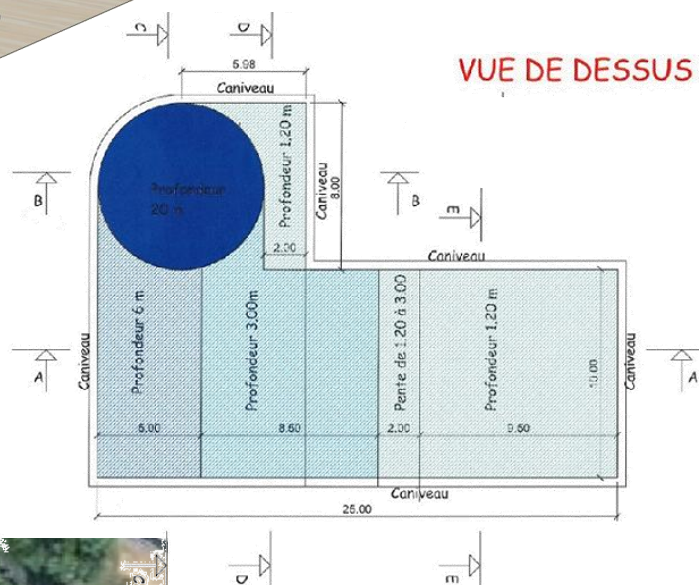 C
D
5.98
VUE DE DESSUS
Caniveau
Profondeur 1.20 m
Caniveau
8.00
Profondeur
20 m
B
B
E
2.00
Caniveau
Profondeur 6 m
Profondeur 3.00m
Pente de 1.20 à 3.00
Profondeur 1.20 m
10.00
Caniveau
Caniveau
A
A
5.00
8.50
2.00
9.50
Caniveau
25.00
C
D
E